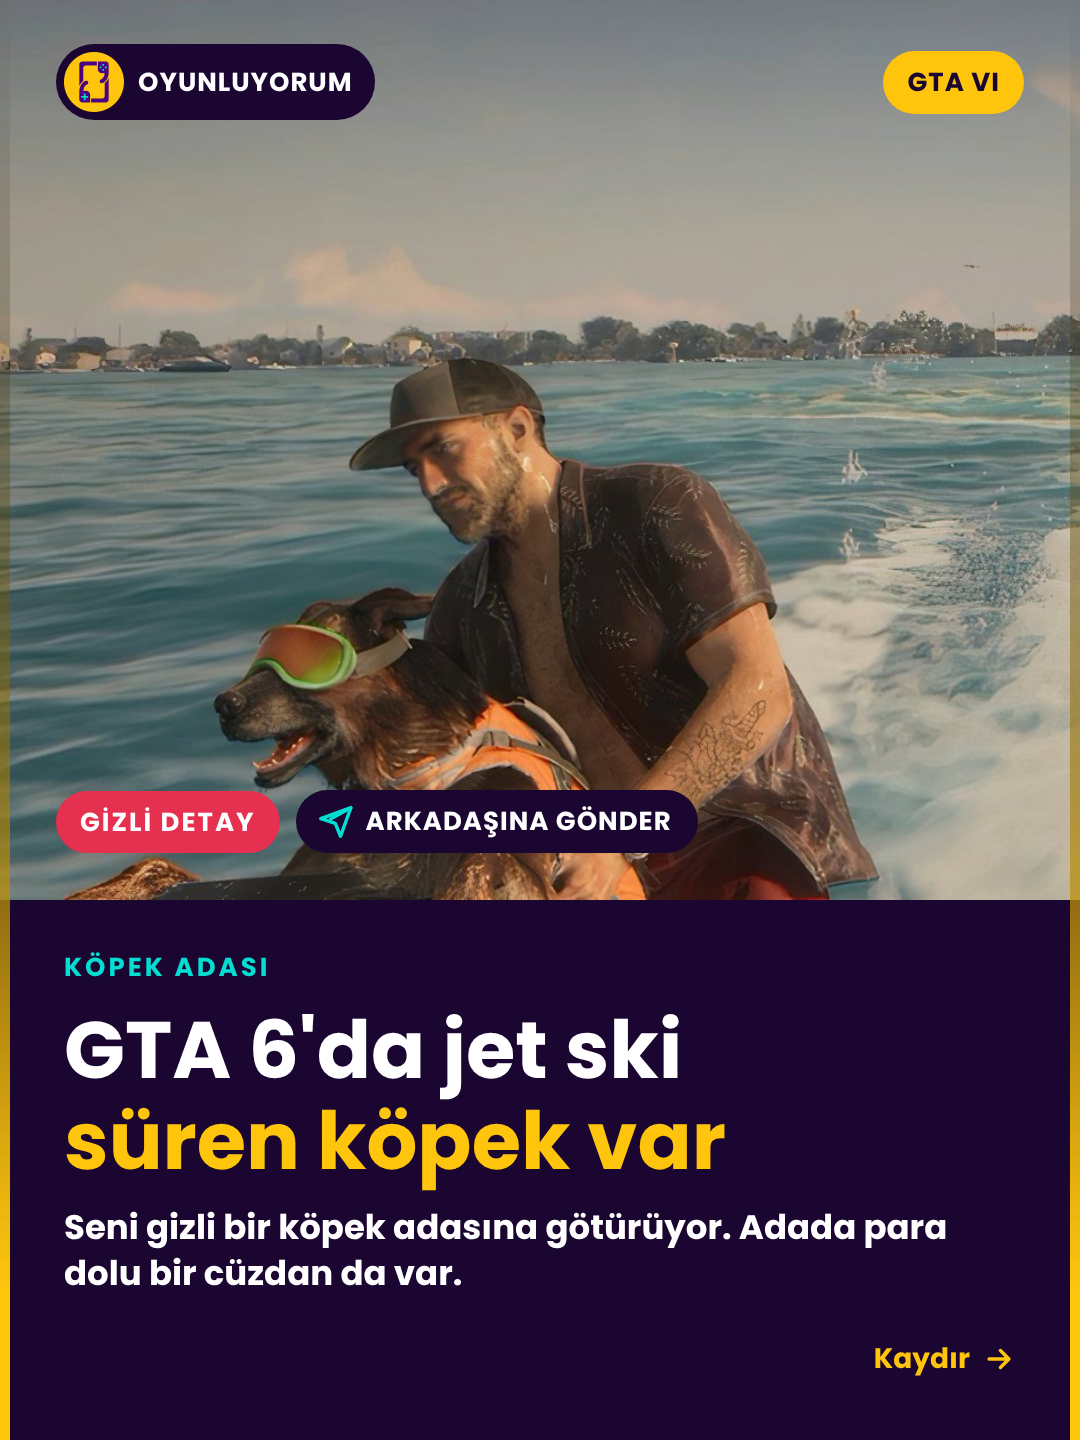 OYUNLUYORUM
GTA VI
GİZLİ DETAY
ARKADAŞINA GÖNDER
KÖPEK ADASI
GTA 6'da jet ski
süren köpek var
Seni gizli bir köpek adasına götürüyor. Adada para
dolu bir cüzdan da var.
Kaydır →